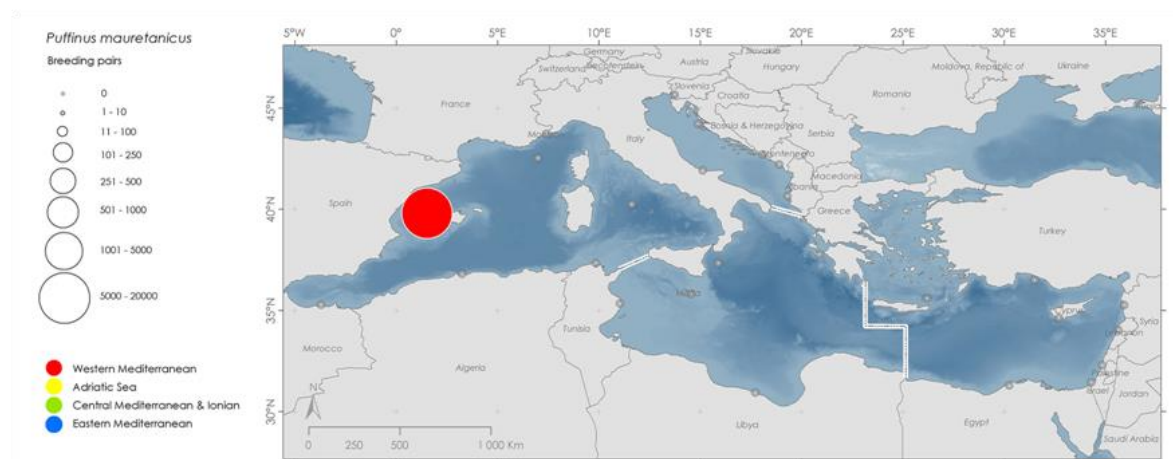 Puffinus mauretanicus
Breeding pairs
0
1 - 10
11 - 100
101 - 250
251 - 500
501 - 1000
1001 - 5000
5000 - 20000
Western Mediterranean
Adriatic Sea
Central Mediterranean & Ionian
Eastern Mediterranean
5°W 0° 5°E 10°E 15°E 20°E 25°E 30°E 35°E
45°N
40°N
35°N
30°N
Germany
Slovakie
Ukraine
Switzerland
Austria
Hungary
Moldova, Republic of
Slovenia
Croatia
Romania
France
Bosnia & Herzegovina
Serbia
Italy
Macedonia
Spain
Greece
Turkey
Syria
Tunisia
Morocco
Algeria
Palestine
Israel
Jordan
Libya
Egypt
Saudi Arabia
N
0 250 500 1 000 Km